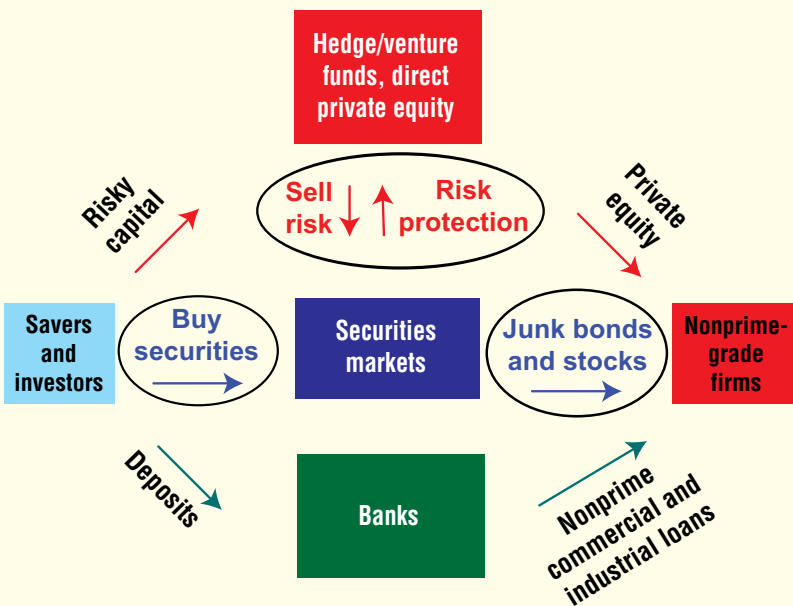 Hedge/venture
funds, direct
private equity
Risky
capital
Sell
risk
Risk
protection
Private
equity
Savers
and
investors
Buy
securities
Securities
markets
Junk bonds
and stocks
Nonprime-
grade
firms
Deposits
Banks
Nonprime
commercial and
industrial loans